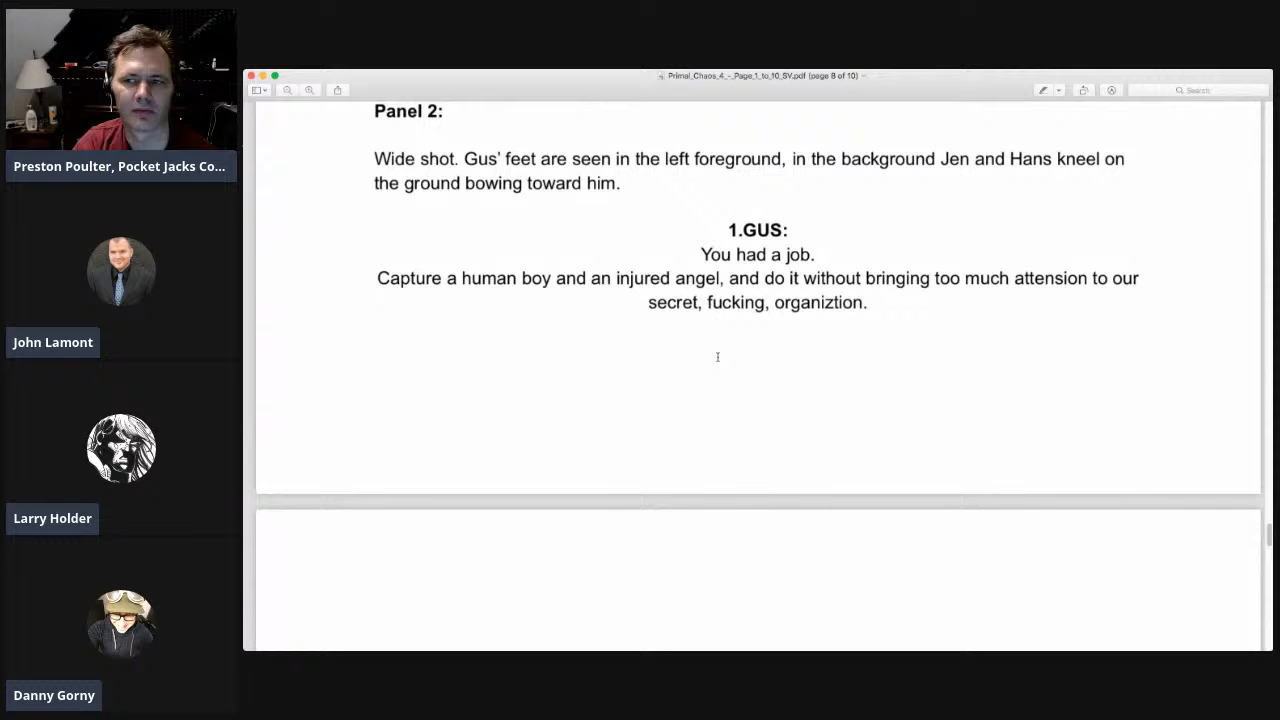 Primal_Chaos_4_-_Page_1_to_10_SV.pdf (page 8 of 10)
Search
Panel 2:
Wide shot. Gus' feet are seen in the left foreground, in the background Jen and Hans kneel on
the ground bowing toward him.
1.GUS:
You had a job.
Capture a human boy and an injured angel, and do it without bringing too much attension to our
secret, fucking, organiztion.
Preston Poulter, Pocket Jacks Co...
John Lamont
Larry Holder
Danny Gorny